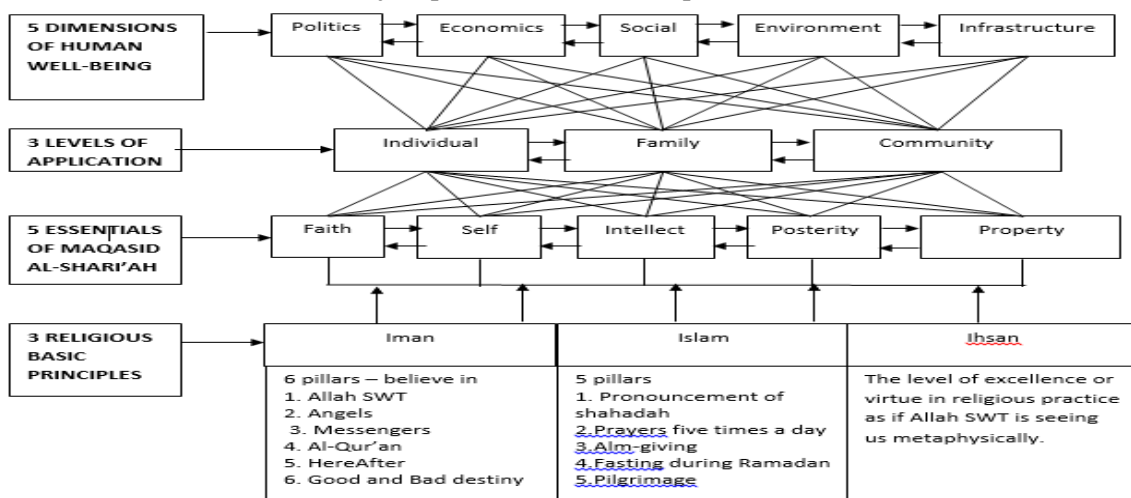 5 DIMENSIONS
OF HUMAN
WELL-BEING
Politics
Economics
Social
Environment
Infrastructure
3 LEVELS OF
APPLICATION
Individual
Family
Community
5 ESSENTIALS
OF MAQASID
AL-SHARI'AH
Faith
Self
Intellect
Posterity
Property
3 RELIGIOUS
BASIC
PRINCIPLES
Iman
Islam
Ihsan
6 pillars – believe in
1. Allah SWT
2. Angels
3. Messengers
4. Al-Qur'an
5. HereAfter
6. Good and Bad destiny
5 pillars
1. Pronouncement of
shahadah
2.Prayers five times a day
3.Alm-giving
4.Fasting during Ramadan
5.Pilgrimage
The level of excellence or
virtue in religious practice
as if Allah SWT is seeing
us metaphysically.